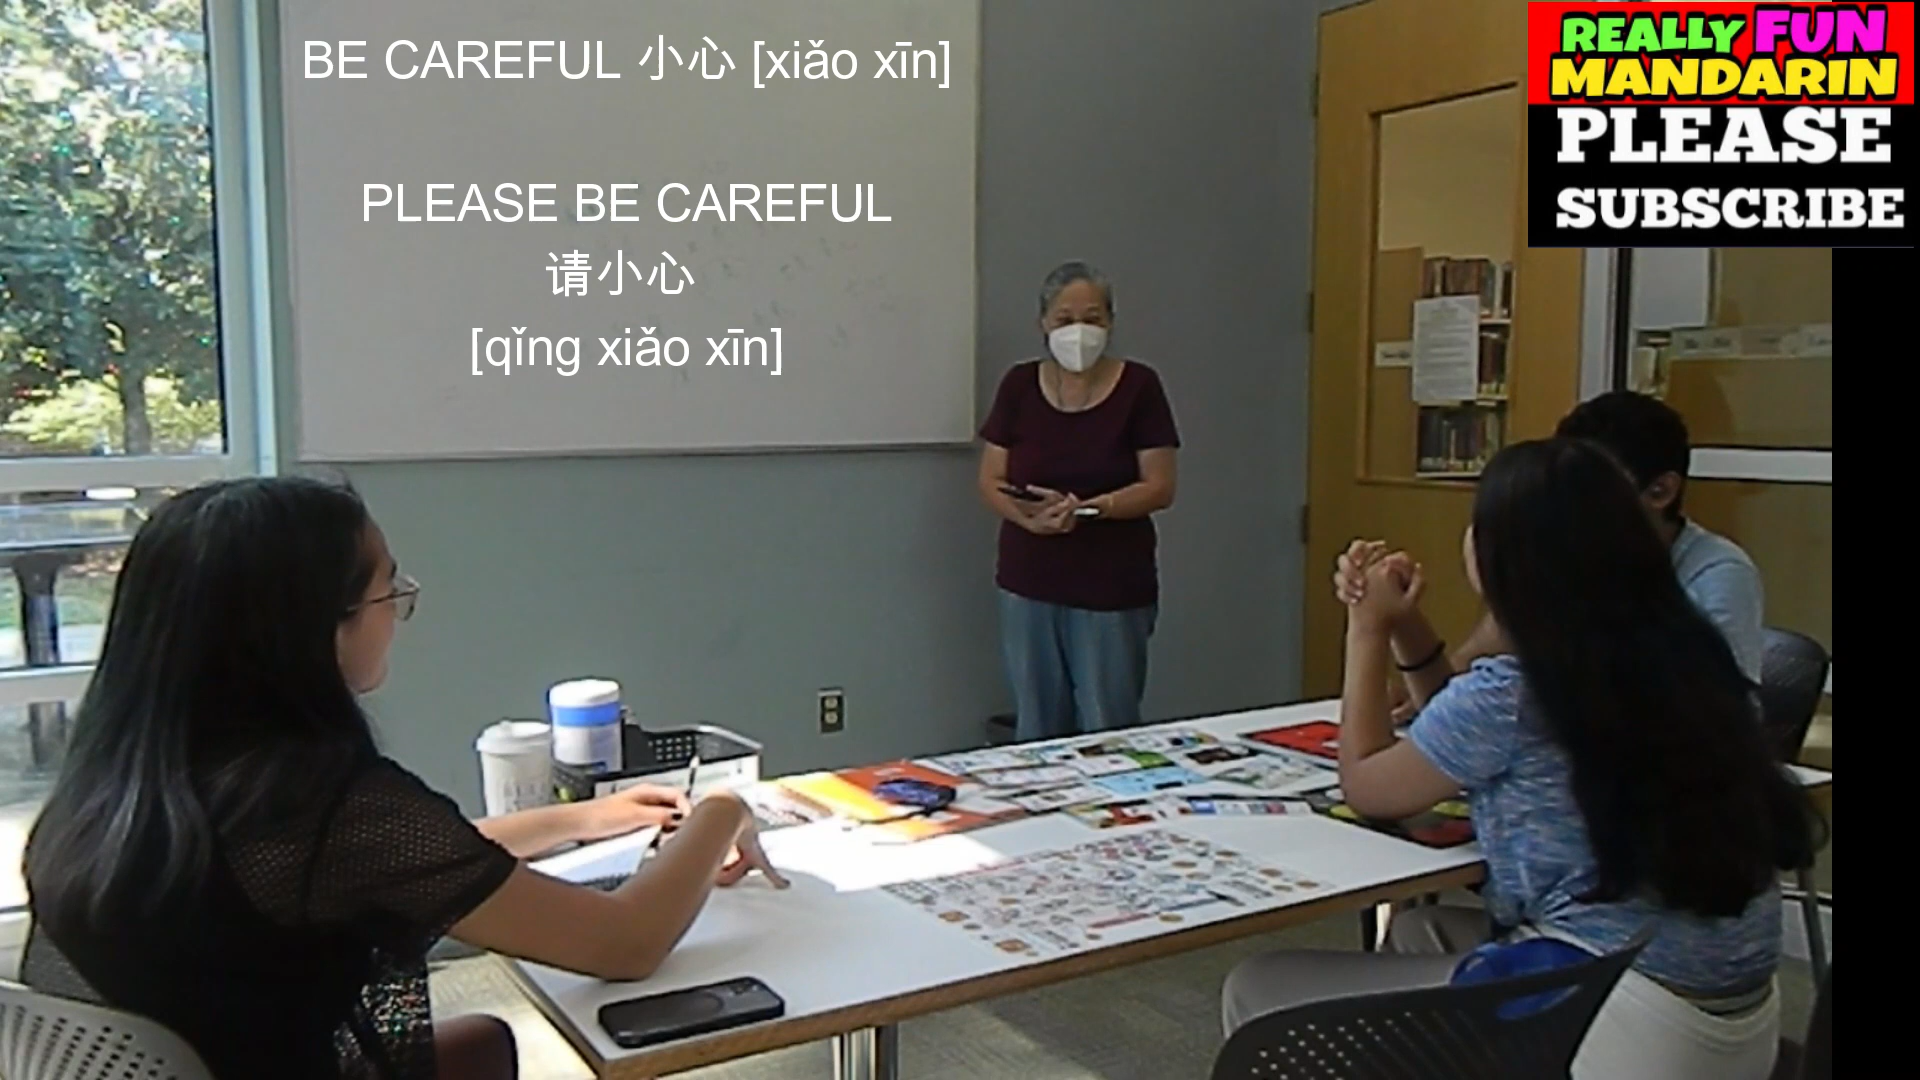 BE CAREFUL 小心 [xiǎo xīn]
PLEASE BE CAREFUL
请小心
[qǐng xiǎo xīn]
REALLY FUN
MANDARIN
PLEASE
SUBSCRIBE